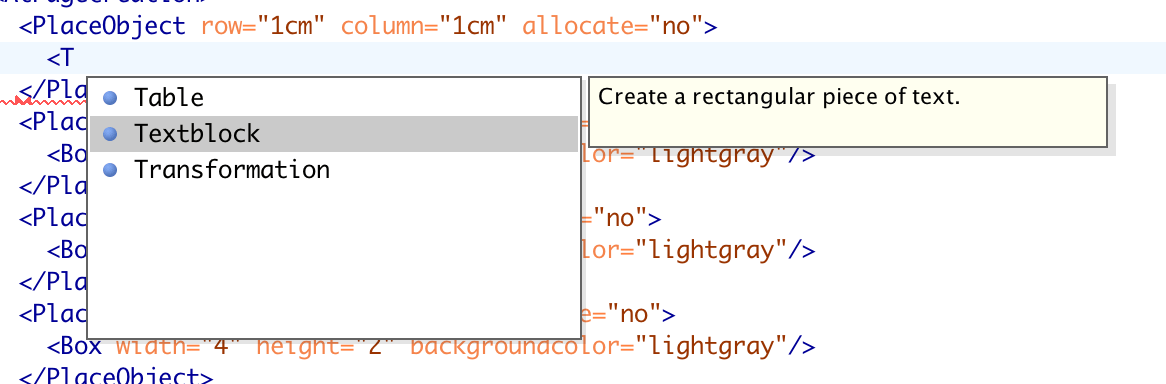 <PlaceObject row="1cm" column="1cm" allocate="no">
<T
</Pla
Table
Create a rectangular piece of text.
<Plac
Textblock
<Bo lor="lightgray"/>
Transformation
</Pla
<Plac ="no">
<Bo lor="lightgray"/>
</Pla
<Plac e="no">
<Box width="4" height="2" backgroundcolor="lightgray"/>
</PlaceObject>